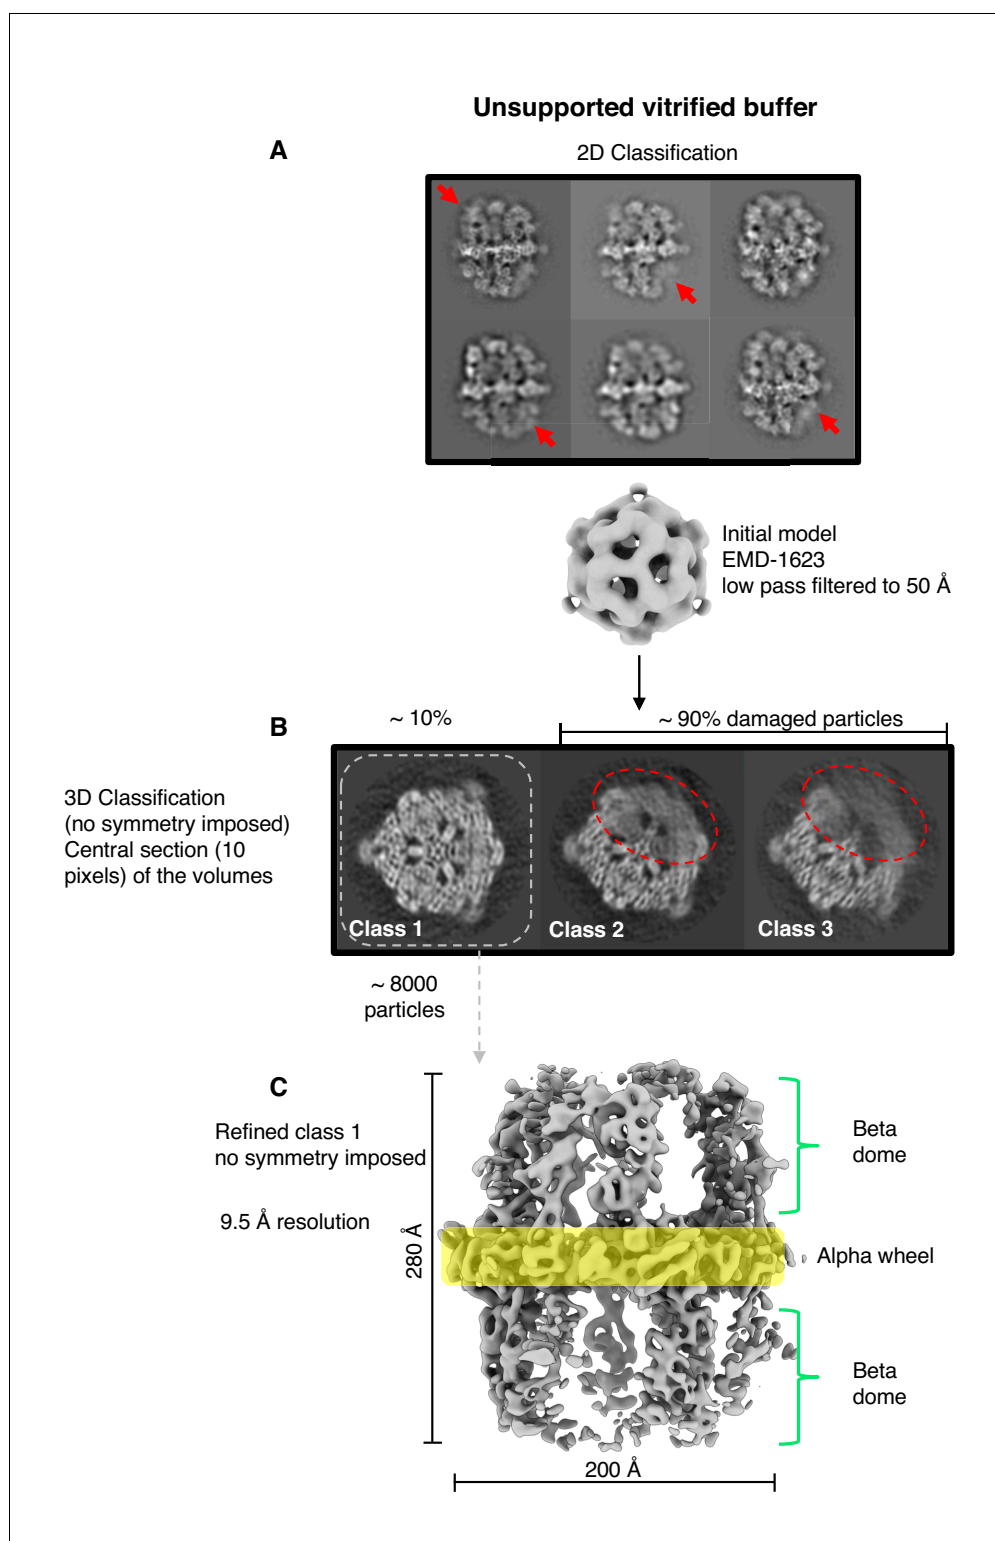 Unsupported vitrified buffer
A
2D Classification
Initial model
EMD-1623
low pass filtered to 50 Å
B
~ 10%
~ 90% damaged particles
3D Classification
(no symmetry imposed)
Central section (10
pixels) of the volumes
Class 1
Class 2
Class 3
~ 8000
particles
C
Refined class 1
no symmetry imposed
9.5 Å resolution
280 Å
Beta
dome
Alpha wheel
Beta
dome
200 Å